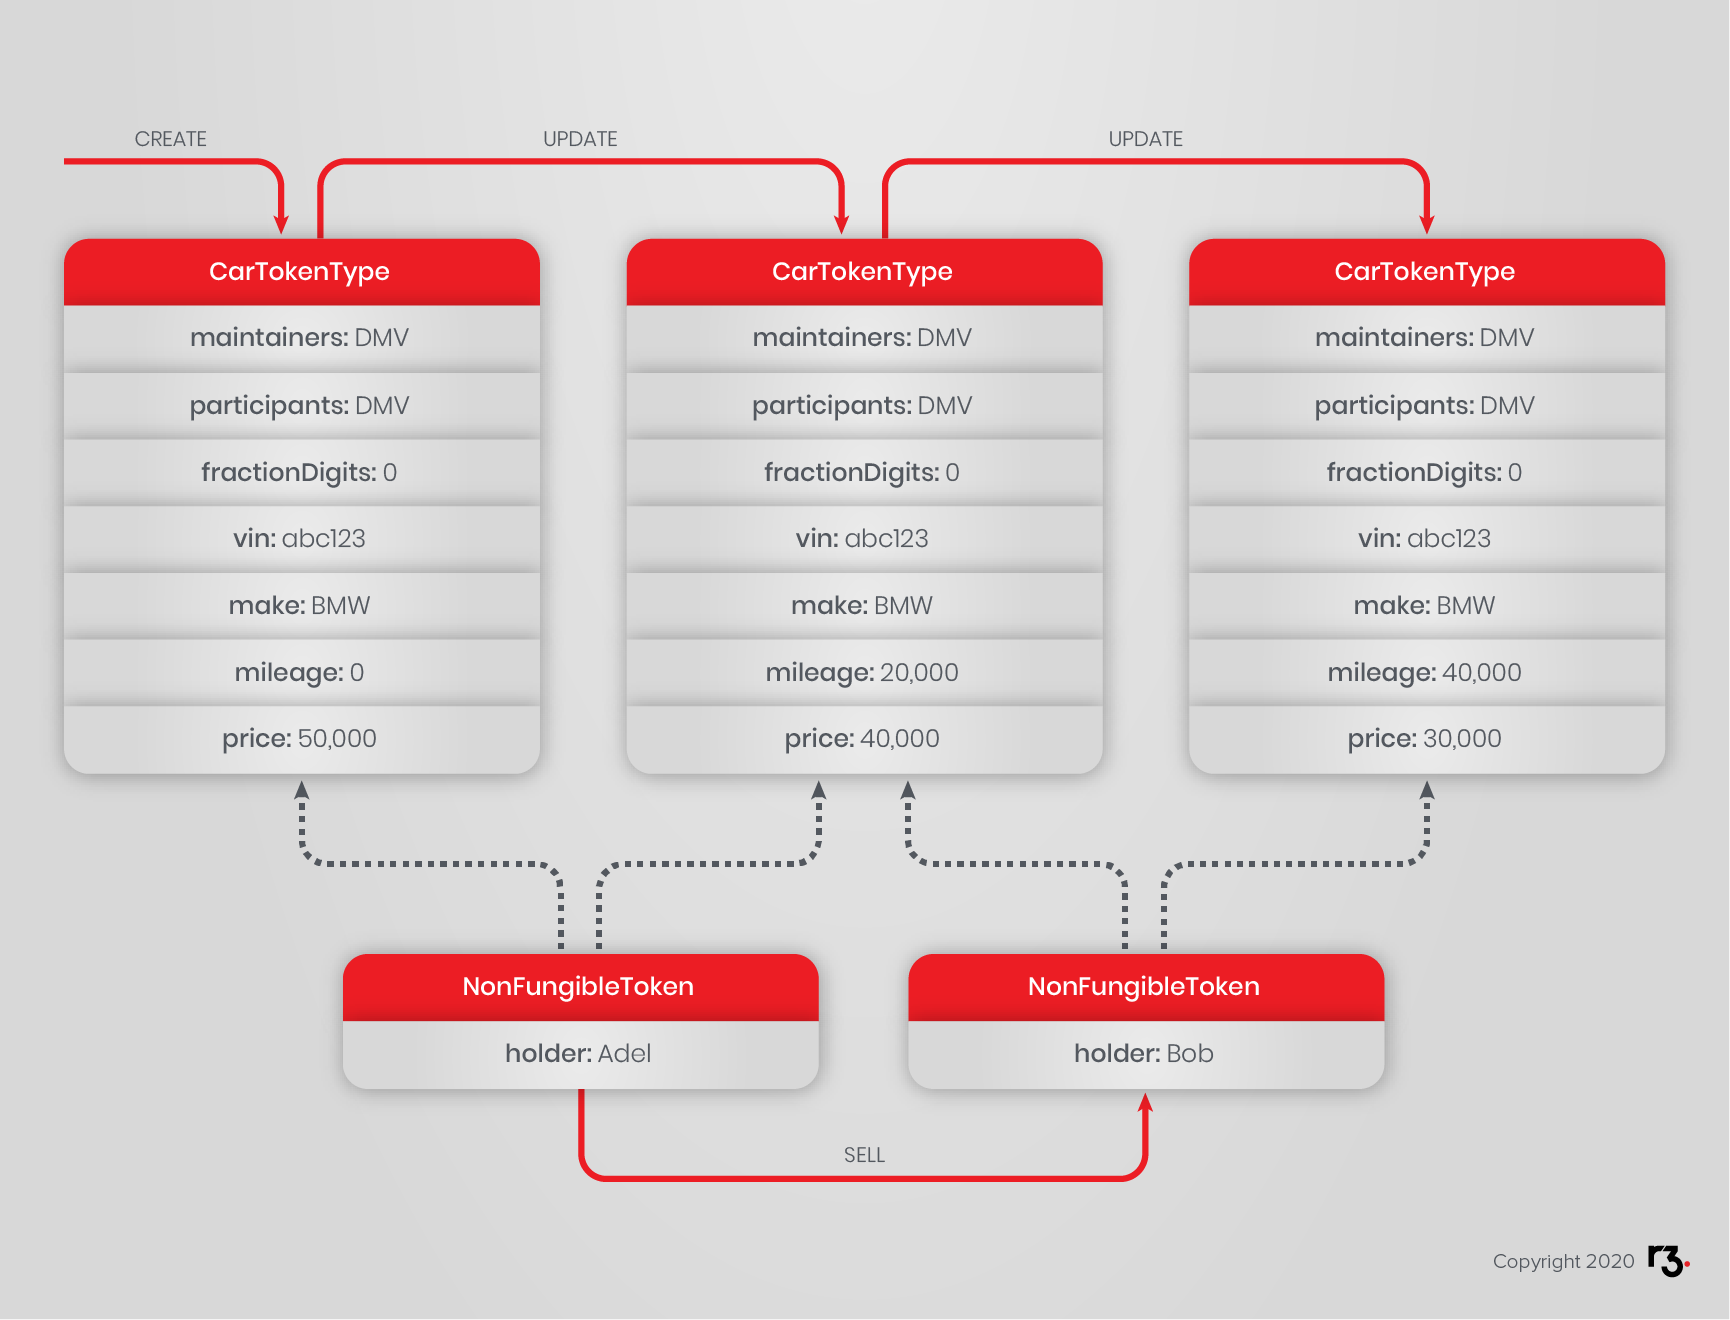 CREATE
UPDATE
UPDATE
CarTokenType
maintainers: DMV
participants: DMV
fractionDigits: 0
vin: abc123
make: BMW
mileage: 0
price: 50,000
CarTokenType
maintainers: DMV
participants: DMV
fractionDigits: 0
vin: abc123
make: BMW
mileage: 20,000
price: 40,000
CarTokenType
maintainers: DMV
participants: DMV
fractionDigits: 0
vin: abc123
make: BMW
mileage: 40,000
price: 30,000
NonFungibleToken
holder: Adel
NonFungibleToken
holder: Bob
SELL
Copyright 2020 r3.